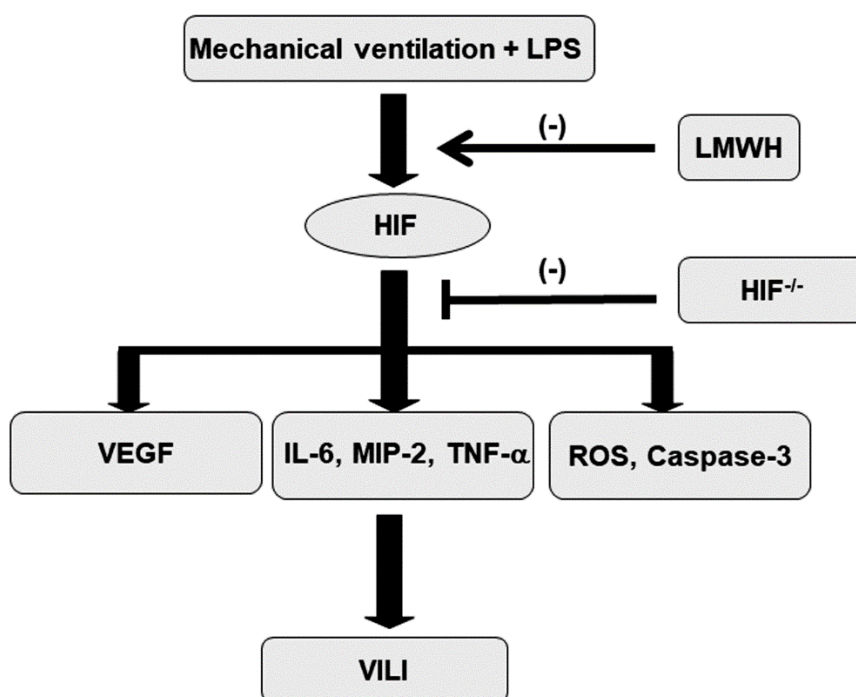 Mechanical ventilation + LPS
(-)
LMWH
HIF
(-)
HIF-/-
VEGF
IL-6, MIP-2, TNF-α
ROS, Caspase-3
VILI